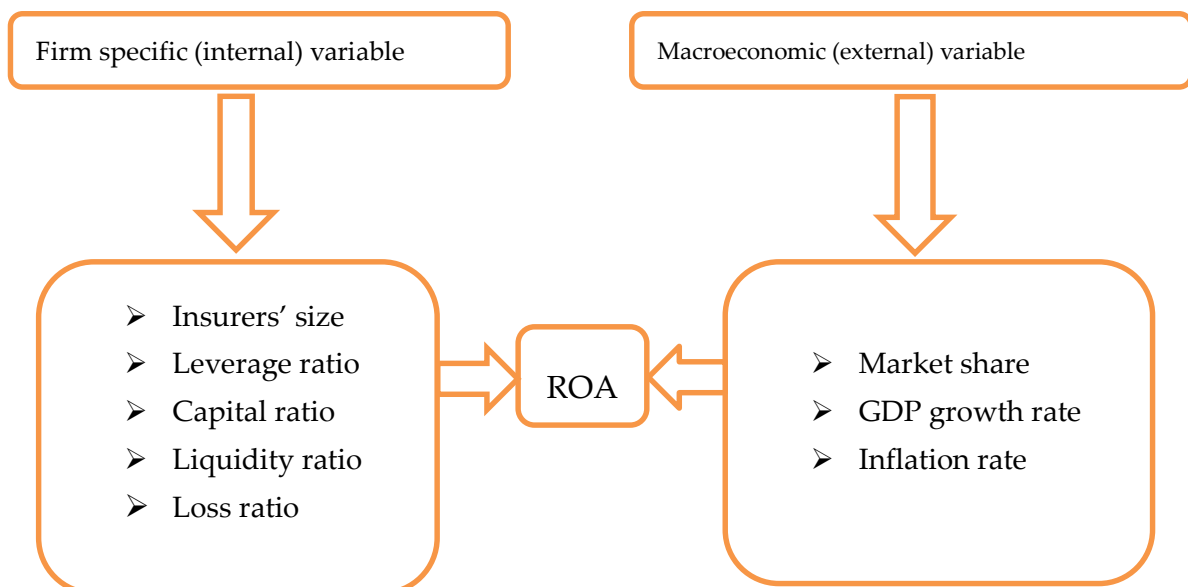 Firm specific (internal) variable
Macroeconomic (external) variable
➢ Insurers’ size
➢ Leverage ratio
➢ Capital ratio
➢ Liquidity ratio
➢ Loss ratio
ROA
➢ Market share
➢ GDP growth rate
➢ Inflation rate